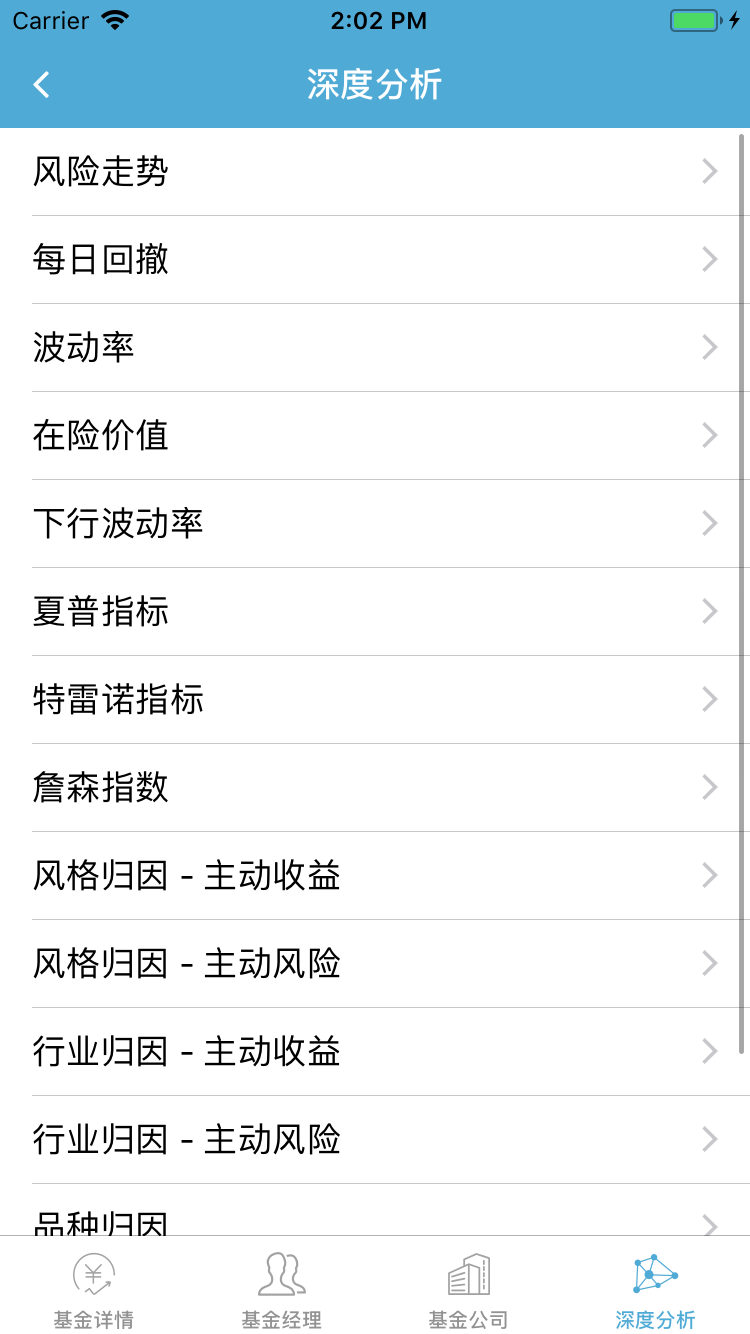 Carrier 2:02 PM
深度分析
风险走势
每日回撤
波动率
在险价值
下行波动率
夏普指标
特雷诺指标
詹森指数
风格归因 - 主动收益
风格归因 - 主动风险
行业归因 - 主动收益
行业归因 - 主动风险
品种归因
基金详情 基金经理 基金公司 深度分析